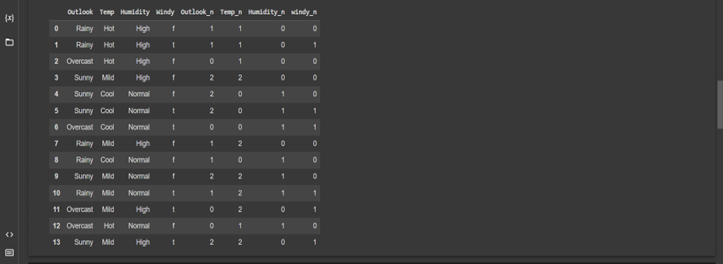 Outlook Temp Humidity Windy Outlook_n Temp_n Humidity_n windy_n
0 Rainy Hot High f 1 1 0 0
1 Rainy Hot High t 1 1 0 1
2 Overcast Hot High f 0 1 0 0
3 Sunny Mild High f 2 2 0 0
4 Sunny Cool Normal f 2 0 1 0
5 Sunny Cool Normal t 2 0 1 1
6 Overcast Cool Normal t 0 0 1 1
7 Rainy Mild High f 1 2 0 0
8 Rainy Cool Normal f 1 0 1 0
9 Sunny Mild Normal f 2 2 1 0
10 Rainy Mild Normal t 1 2 1 1
11 Overcast Mild High t 0 2 0 1
12 Overcast Hot Normal f 0 1 1 0
13 Sunny Mild High t 2 2 0 1